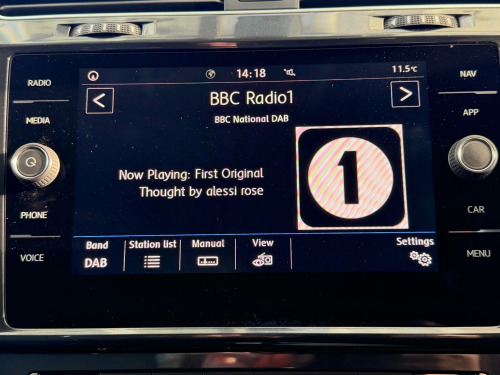 14:18
11.5°C
RADIO
MEDIA
PHONE
VOICE
NAV
APP
CAR
MENU
<
BBC Radio1
>
BBC National DAB
Now Playing: First Original
Thought by alessi rose
1
Band
DAB
Station list
Manual
View
Settings